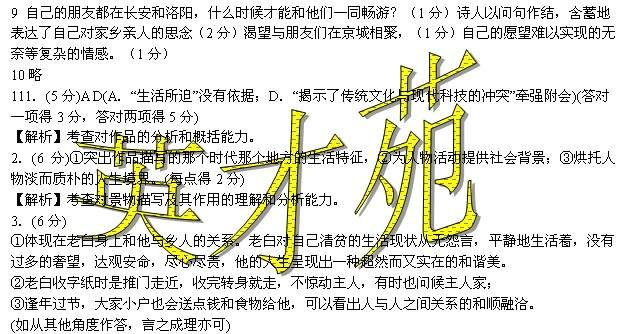 9 自己的朋友都在长安和洛阳，什么时候才能和他们一同畅游？（1 分）诗人以问句作结，含蓄地
表达了自己对家乡亲人的思念（2 分）渴望与朋友们在京城相聚，（1 分）自己的愿望难以实现的无
奈等复杂的情感。（1 分）
10 略
111．(5 分)A D(A．“生活所迫”没有依据；D．“揭示了传统文化与现代科技的冲突”牵强附会)(答对
一项得 3 分，答对两项得 5 分)
【解析】考查对作品的分析和概括能力。
2．(6 分)①突出作品描写的那个时代那个地方的生活特征，②为人物活动提供社会背景；③烘托人
物淡而质朴的人生境界。(每点得 2 分)
【解析】考查对景物描写及其作用的理解和分析能力。
3．(6 分)
①体现在老白身上和他与乡人的关系。老白对自己清贫的生活现状从无怨言，平静地生活着，没有
过多的奢望，达观安命，尽心尽责，他的人生呈现出一种超然而又实在的和谐美。
②老白收字纸时是推门走近，收完转身就走，不惊动主人，有时也问候主人家；
③逢年过节，大家小户也会送点钱和食物给他，可以看出人与人之间关系的和顺融洽。
(如从其他角度作答，言之成理亦可)
英才苑